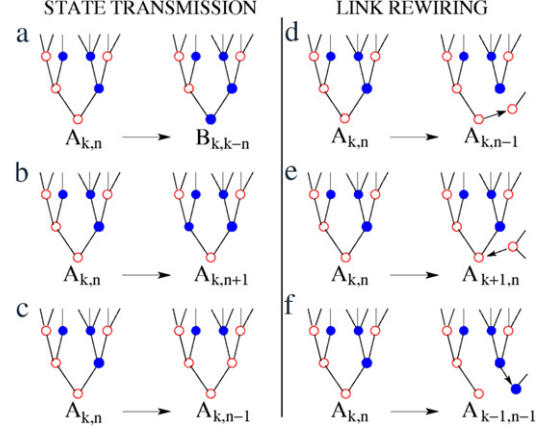 STATE TRANSMISSION
LINK REWIRING
a
A_{k,n} → B_{k,k-n}
b
A_{k,n} → A_{k,n+1}
c
A_{k,n} → A_{k,n-1}
d
A_{k,n} → A_{k,n-1}
e
A_{k,n} → A_{k+1,n}
f
A_{k,n} → A_{k-1,n-1}